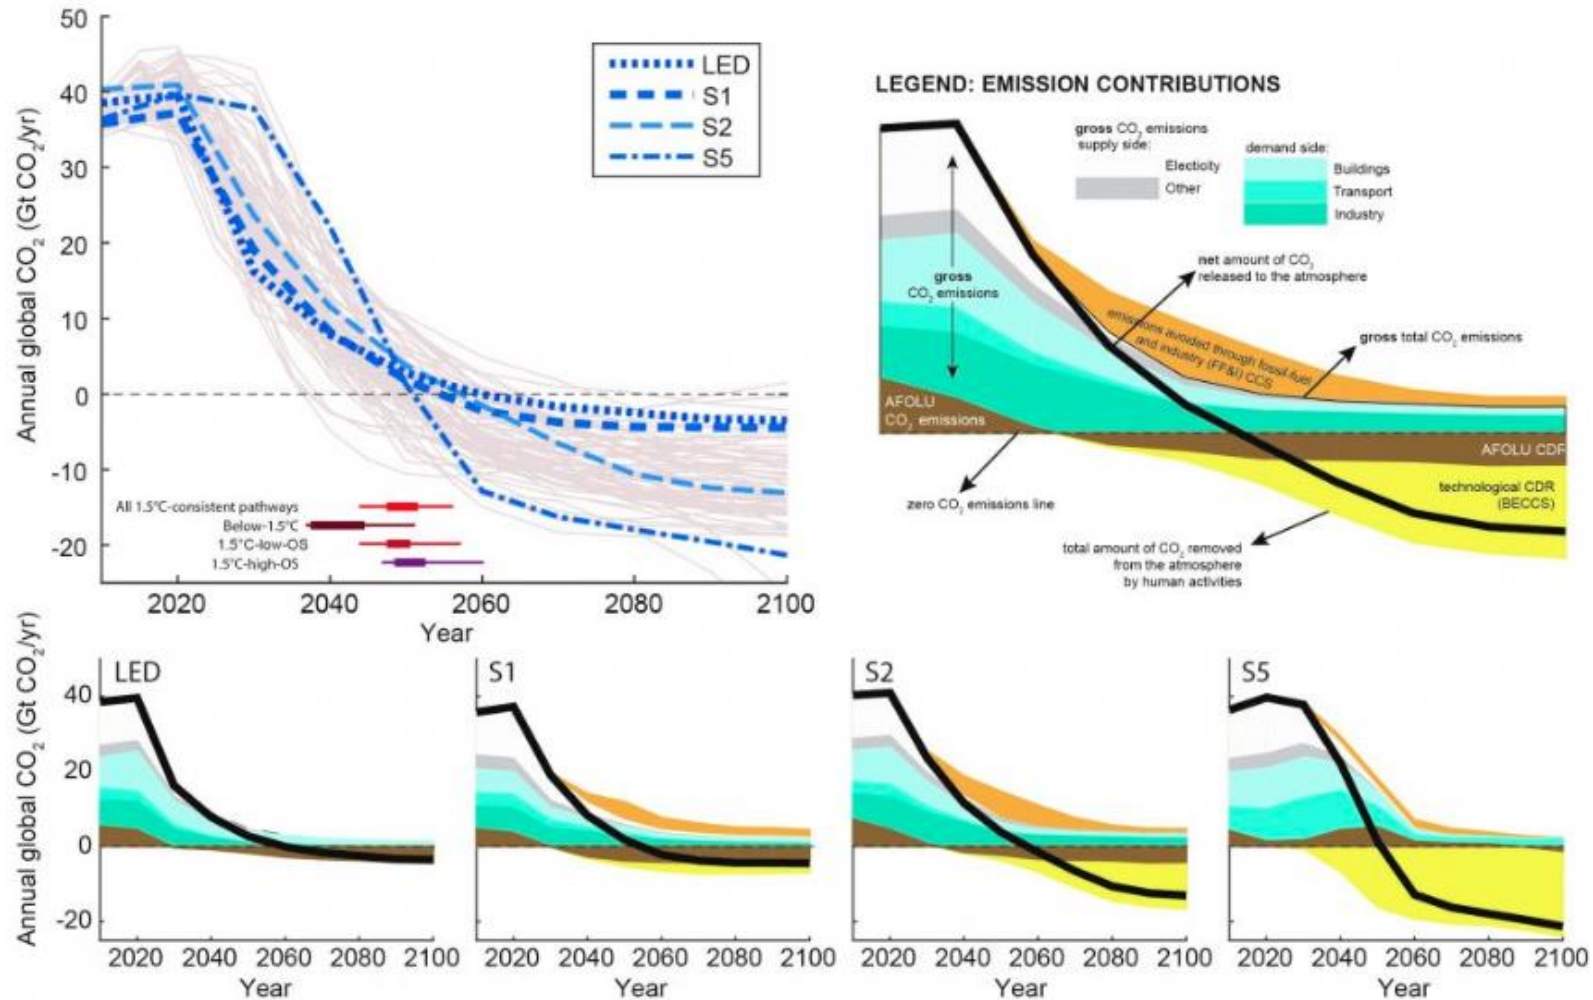 50
40
30
20
10
0
-10
-20
Annual global CO2 (Gt CO2/yr)
LED
S1
S2
S5
All 1.5°C-consistent pathways
Below-1.5°C
1.5°C-low-OS
1.5°C-high-OS
2020 2040 2060 2080 2100
Year
LEGEND: EMISSION CONTRIBUTIONS
gross CO2 emissions
supply side:
Electicity
Other
demand side:
Buildings
Transport
Industry
gross
CO2 emissions
net amount of CO2
released to the atmosphere
emissions avoided through fossil-fuel
and industry (FF&I) CCS
gross total CO2 emissions
AFOLU
CO2 emissions
AFOLU CDR
zero CO2 emissions line
technological CDR
(BECCS)
total amount of CO2 removed
from the atmosphere
by human activities
Annual global CO2 (Gt CO2/yr)
40
20
0
-20
LED
2020 2040 2060 2080 2100
Year
S1
2020 2040 2060 2080 2100
Year
S2
2020 2040 2060 2080 2100
Year
S5
2020 2040 2060 2080 2100
Year